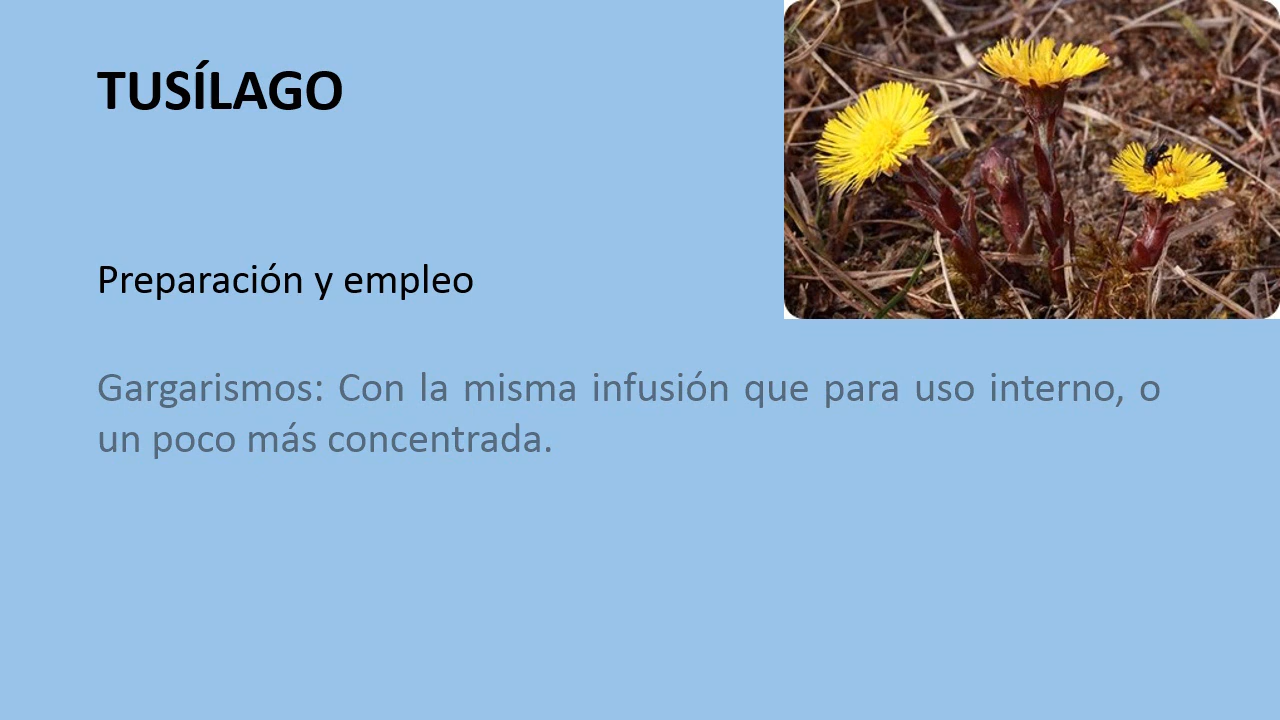 TUSÍLAGO
Preparación y empleo
Gargarismos: Con la misma infusión que para uso interno, o
un poco más concentrada.